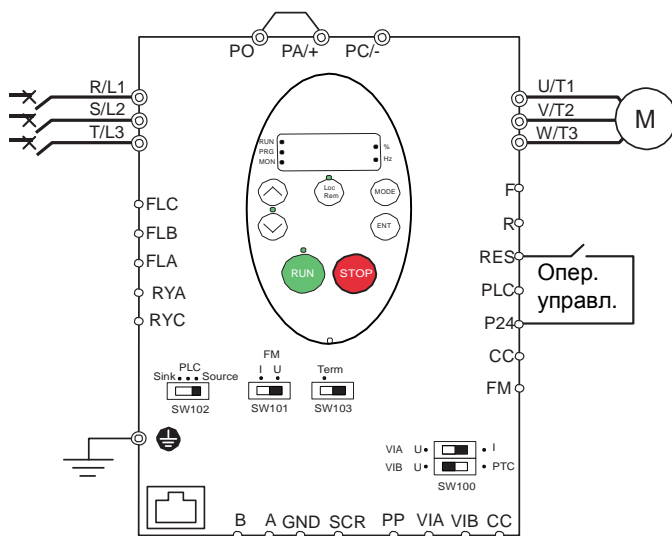 PO PA/+ PC/-
R/L1
S/L2
T/L3
U/T1
V/T2
W/T3
M
RUN
PRG
MON
%
Hz
Loc
Rem
MODE
ENT
RUN
STOP
FLC
FLB
FLA
RYA
RYC
F
R
RES
PLC
P24
CC
FM
Опер.
управл.
PLC
Sink Source
SW102
FM
I U
SW101
Term
SW103
VIA U I
VIB U PTC
SW100
B A GND SCR PP VIA VIB CC